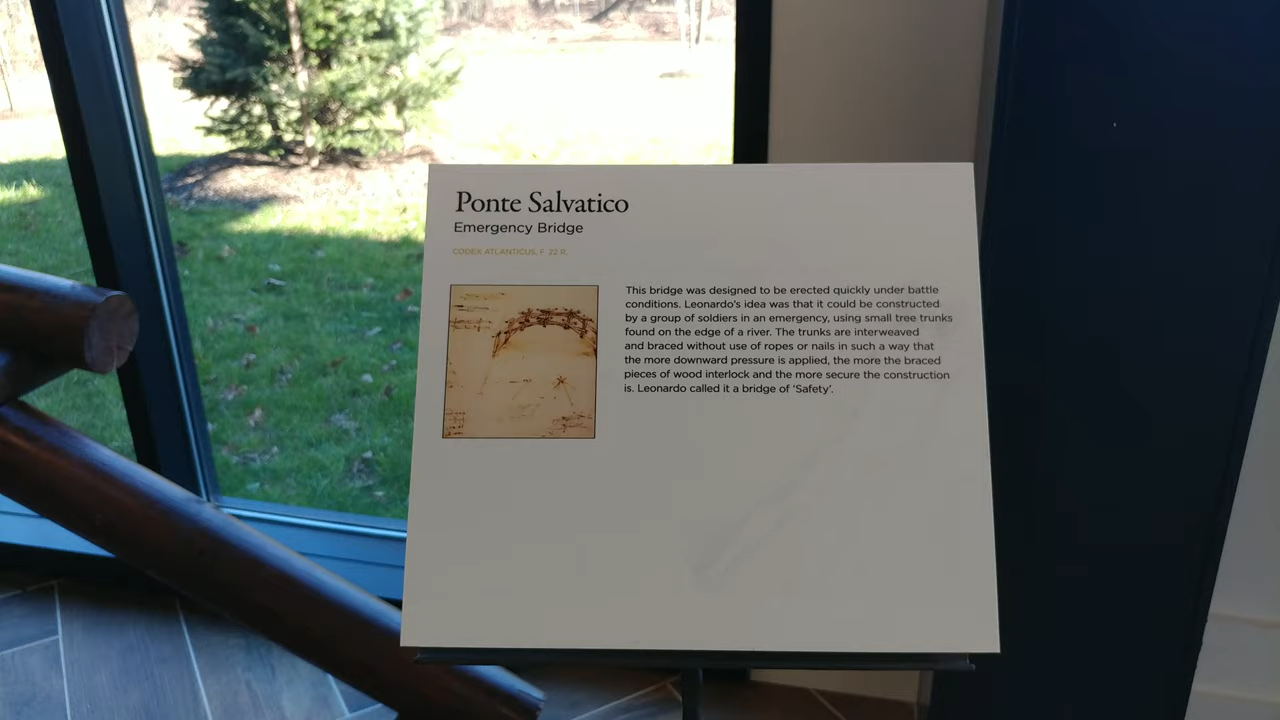 Ponte Salvatico
Emergency Bridge
CODEX ATLANTICUS, F. 22 R.
This bridge was designed to be erected quickly under battle
conditions. Leonardo's idea was that it could be constructed
by a group of soldiers in an emergency, using small tree trunks
found on the edge of a river. The trunks are interweaved
and braced without use of ropes or nails in such a way that
the more downward pressure is applied, the more the braced
pieces of wood interlock and the more secure the construction
is. Leonardo called it a bridge of ‘Safety’.